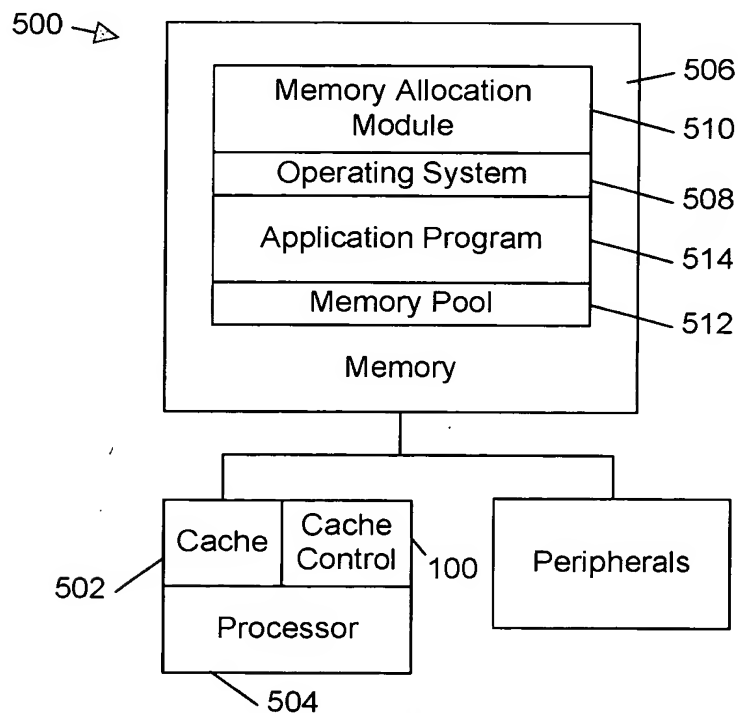 500
506
Memory Allocation
Module
510
Operating System
508
Application Program
514
Memory Pool
512
Memory
Cache
Cache
Control
100
Peripherals
502
Processor
504